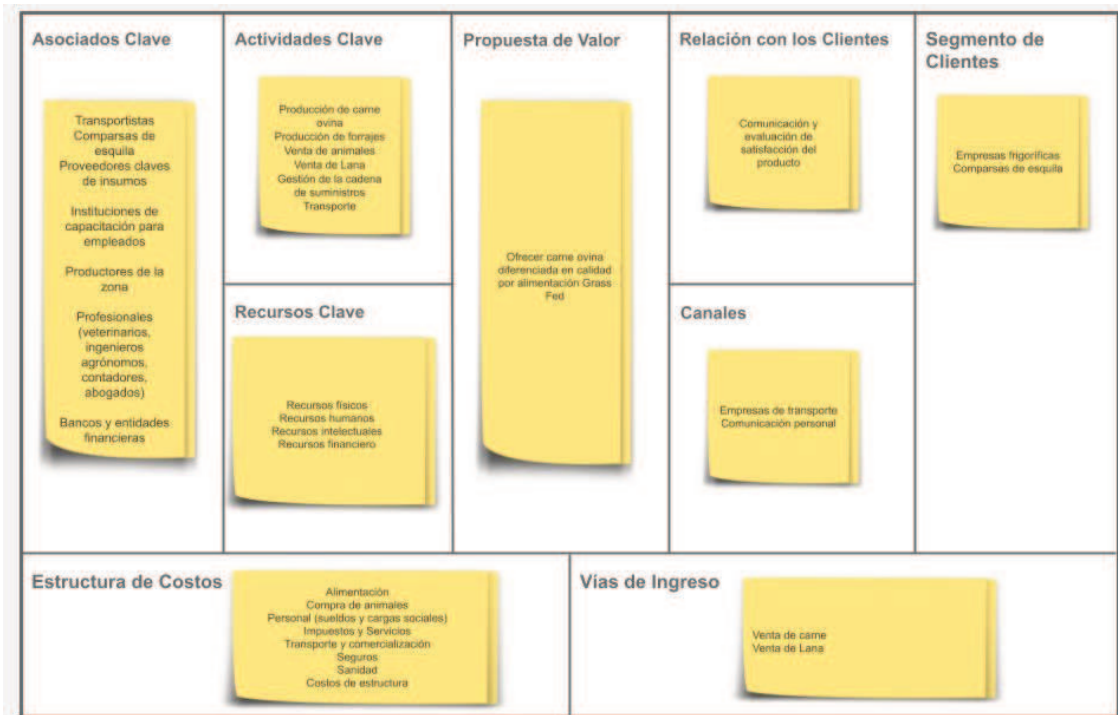 Asociados Clave
Transportistas
Comparsas de
esquila
Proveedores claves
de insumos
Instituciones de
capacitación para
empleados
Productores de la
zona
Profesionales
(veterinarios,
ingenieros
agrónomos,
contadores,
abogados)
Bancos y entidades
financieras
Actividades Clave
Producción de carne
ovina
Producción de forrajes
Venta de animales
Venta de Lana
Gestión de la cadena
de suministros
Transporte
Recursos Clave
Recursos físicos
Recursos humanos
Recursos intelectuales
Recursos financiero
Propuesta de Valor
Ofrecer carne ovina
diferenciada en calidad
por alimentación Grass
Fed
Relación con los Clientes
Comunicación y
evaluación de
satisfacción del
producto
Canales
Empresas de transporte
Comunicación personal
Segmento de
Clientes
Empresas frigoríficas
Comparsas de esquila
Estructura de Costos
Alimentación
Compra de animales
Personal (sueldos y cargas sociales)
Impuestos y Servicios
Transporte y comercialización
Seguros
Sanidad
Costos de estructura
Vías de Ingreso
Venta de carne
Venta de Lana